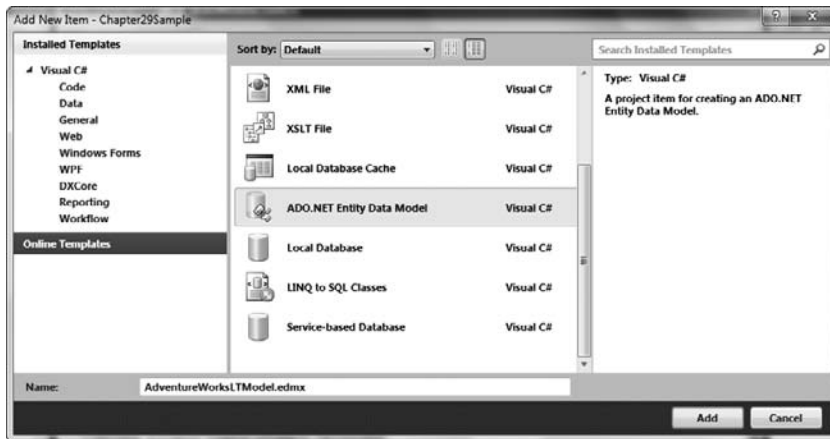 Add New Item - Chapter29Sample
Installed Templates
Visual C#
Code
Data
General
Web
Windows Forms
WPF
DXCore
Reporting
Workflow
Online Templates
Sort by: Default
XML File Visual C#
XSLT File Visual C#
Local Database Cache Visual C#
ADO.NET Entity Data Model Visual C#
Local Database Visual C#
LINQ to SQL Classes Visual C#
Service-based Database Visual C#
Search Installed Templates
Type: Visual C#
A project item for creating an ADO.NET
Entity Data Model.
Name: AdventureWorksLTModel.edmx
Add Cancel